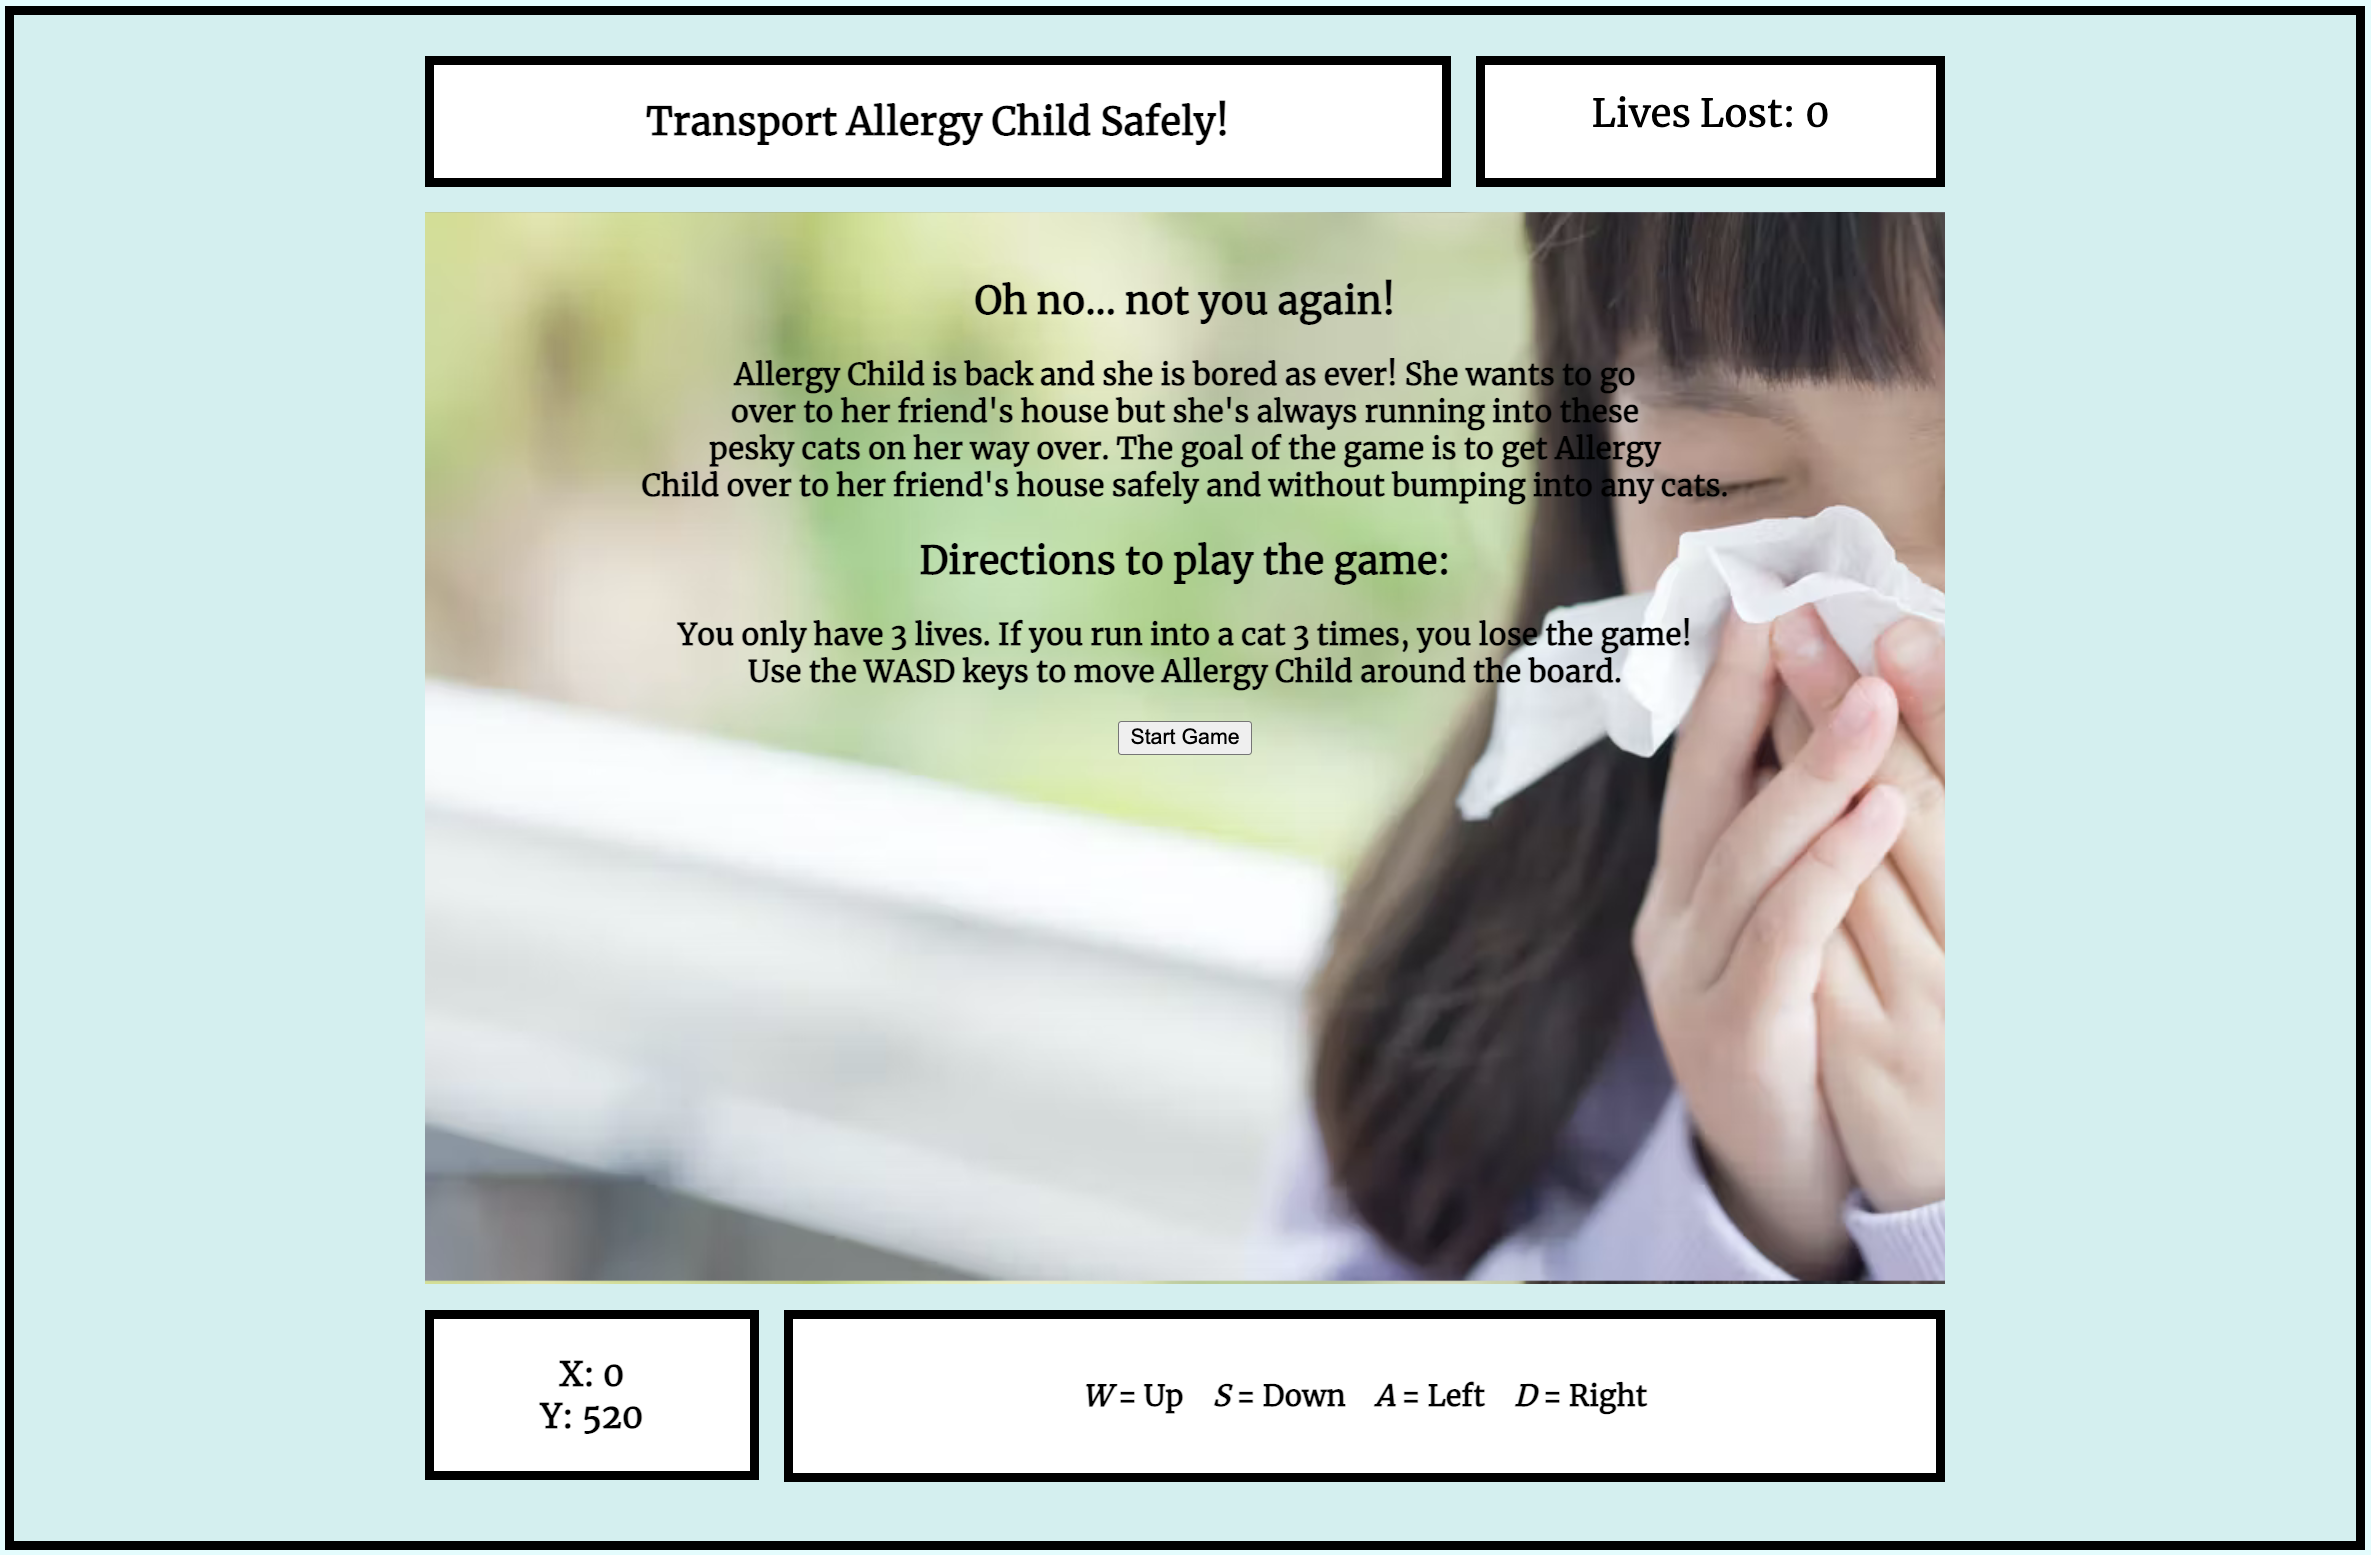 Transport Allergy Child Safely!
Lives Lost: 0
Oh no... not you again!
Allergy Child is back and she is bored as ever! She wants to go
over to her friend's house but she's always running into these
pesky cats on her way over. The goal of the game is to get Allergy
Child over to her friend's house safely and without bumping into any cats.
Directions to play the game:
You only have 3 lives. If you run into a cat 3 times, you lose the game!
Use the WASD keys to move Allergy Child around the board.
Start Game
X: 0
Y: 520
W = Up S = Down A = Left D = Right